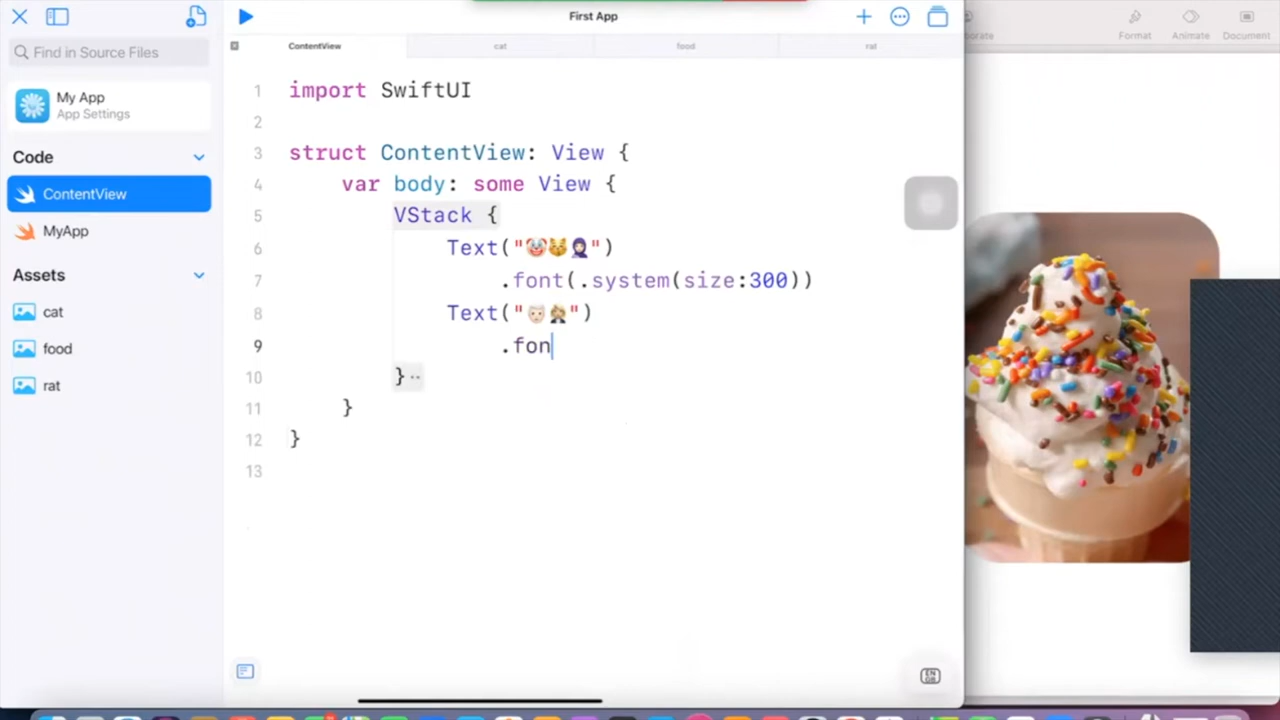 First App
Find in Source Files
ContentView
cat
food
rat
My App
App Settings
Code
ContentView
MyApp
Assets
cat
food
rat
1 import SwiftUI
2
3 struct ContentView: View {
4 var body: some View {
5 VStack {
6 Text("🤡😽🧕🏻")
7 .font(.system(size:300))
8 Text("👨🏻‍🦳🤵🏼‍♀️")
9 .fon
10 }
11 }
12 }
13
EN
GB
Format
Animate
Document